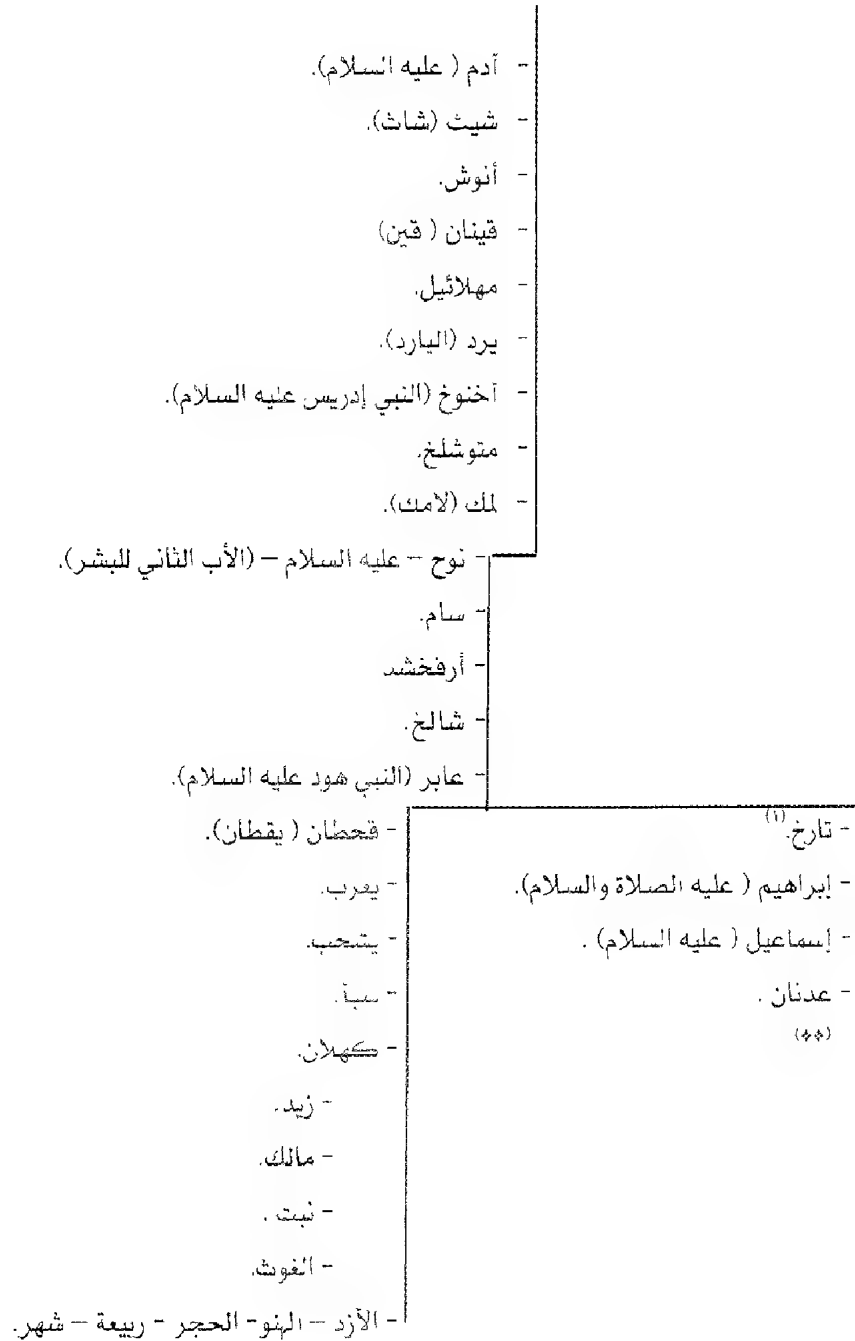 - آدم ( عليه السلام).
- شيث (شاث).
- أنوش.
- قينان ( قين)
- مهلائيل.
- يرد (اليارد).
- أخنوخ (النبي إدريس عليه السلام).
- متوشلخ.
- لمك (لامك).
- نوح – عليه السلام – (الأب الثاني للبشر).
- سام.
- أرفخشد
- شالخ.
- عابر (النبي هود عليه السلام).
- تارخ.(١)
- إبراهيم ( عليه الصلاة والسلام).
- إسماعيل ( عليه السلام) .
- عدنان .
(**)
- قحطان ( يقطان).
- يعرب.
- يشجب.
- سبأ.
- كهلان.
- زيد.
- مالك.
- نبت .
- الغوث.
- الأزد – الهنو- الحجر - ربيعة – شهر.